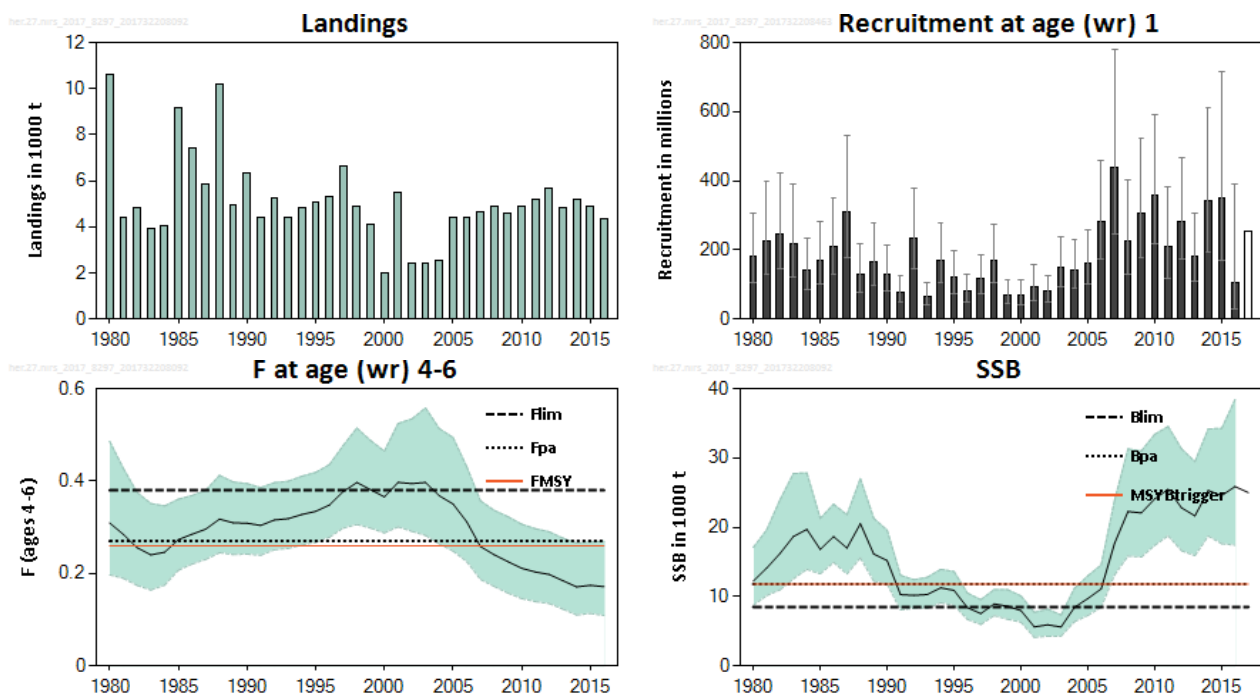 her.27.nirs_2017_8297_201732208092
Landings
Landings in 1000 t
12
10
8
6
4
2
0
1980 1985 1990 1995 2000 2005 2010 2015
Recruitment at age (wr) 1
Recruitment in millions
800
600
400
200
0
1980 1985 1990 1995 2000 2005 2010 2015
her.27.nirs_2017_8297_201732208092
F at age (wr) 4-6
F (ages 4-6)
0.6
0.4
0.2
0
Flim
Fpa
FMSY
1980 1985 1990 1995 2000 2005 2010 2015
her.27.nirs_2017_8297_201732208092
SSB
SSB in 1000 t
40
30
20
10
0
Blim
Bpa
MSYBtrigger
1980 1985 1990 1995 2000 2005 2010 2015